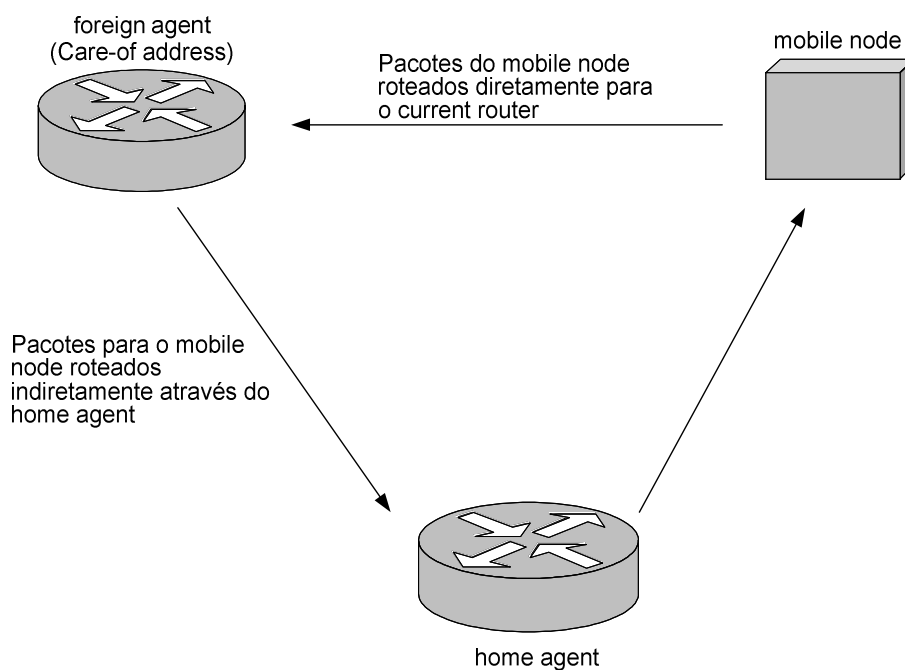 foreign agent
(Care-of address)
mobile node
Pacotes do mobile node
roteados diretamente para
o current router
Pacotes para o mobile
node roteados
indiretamente através do
home agent
home agent